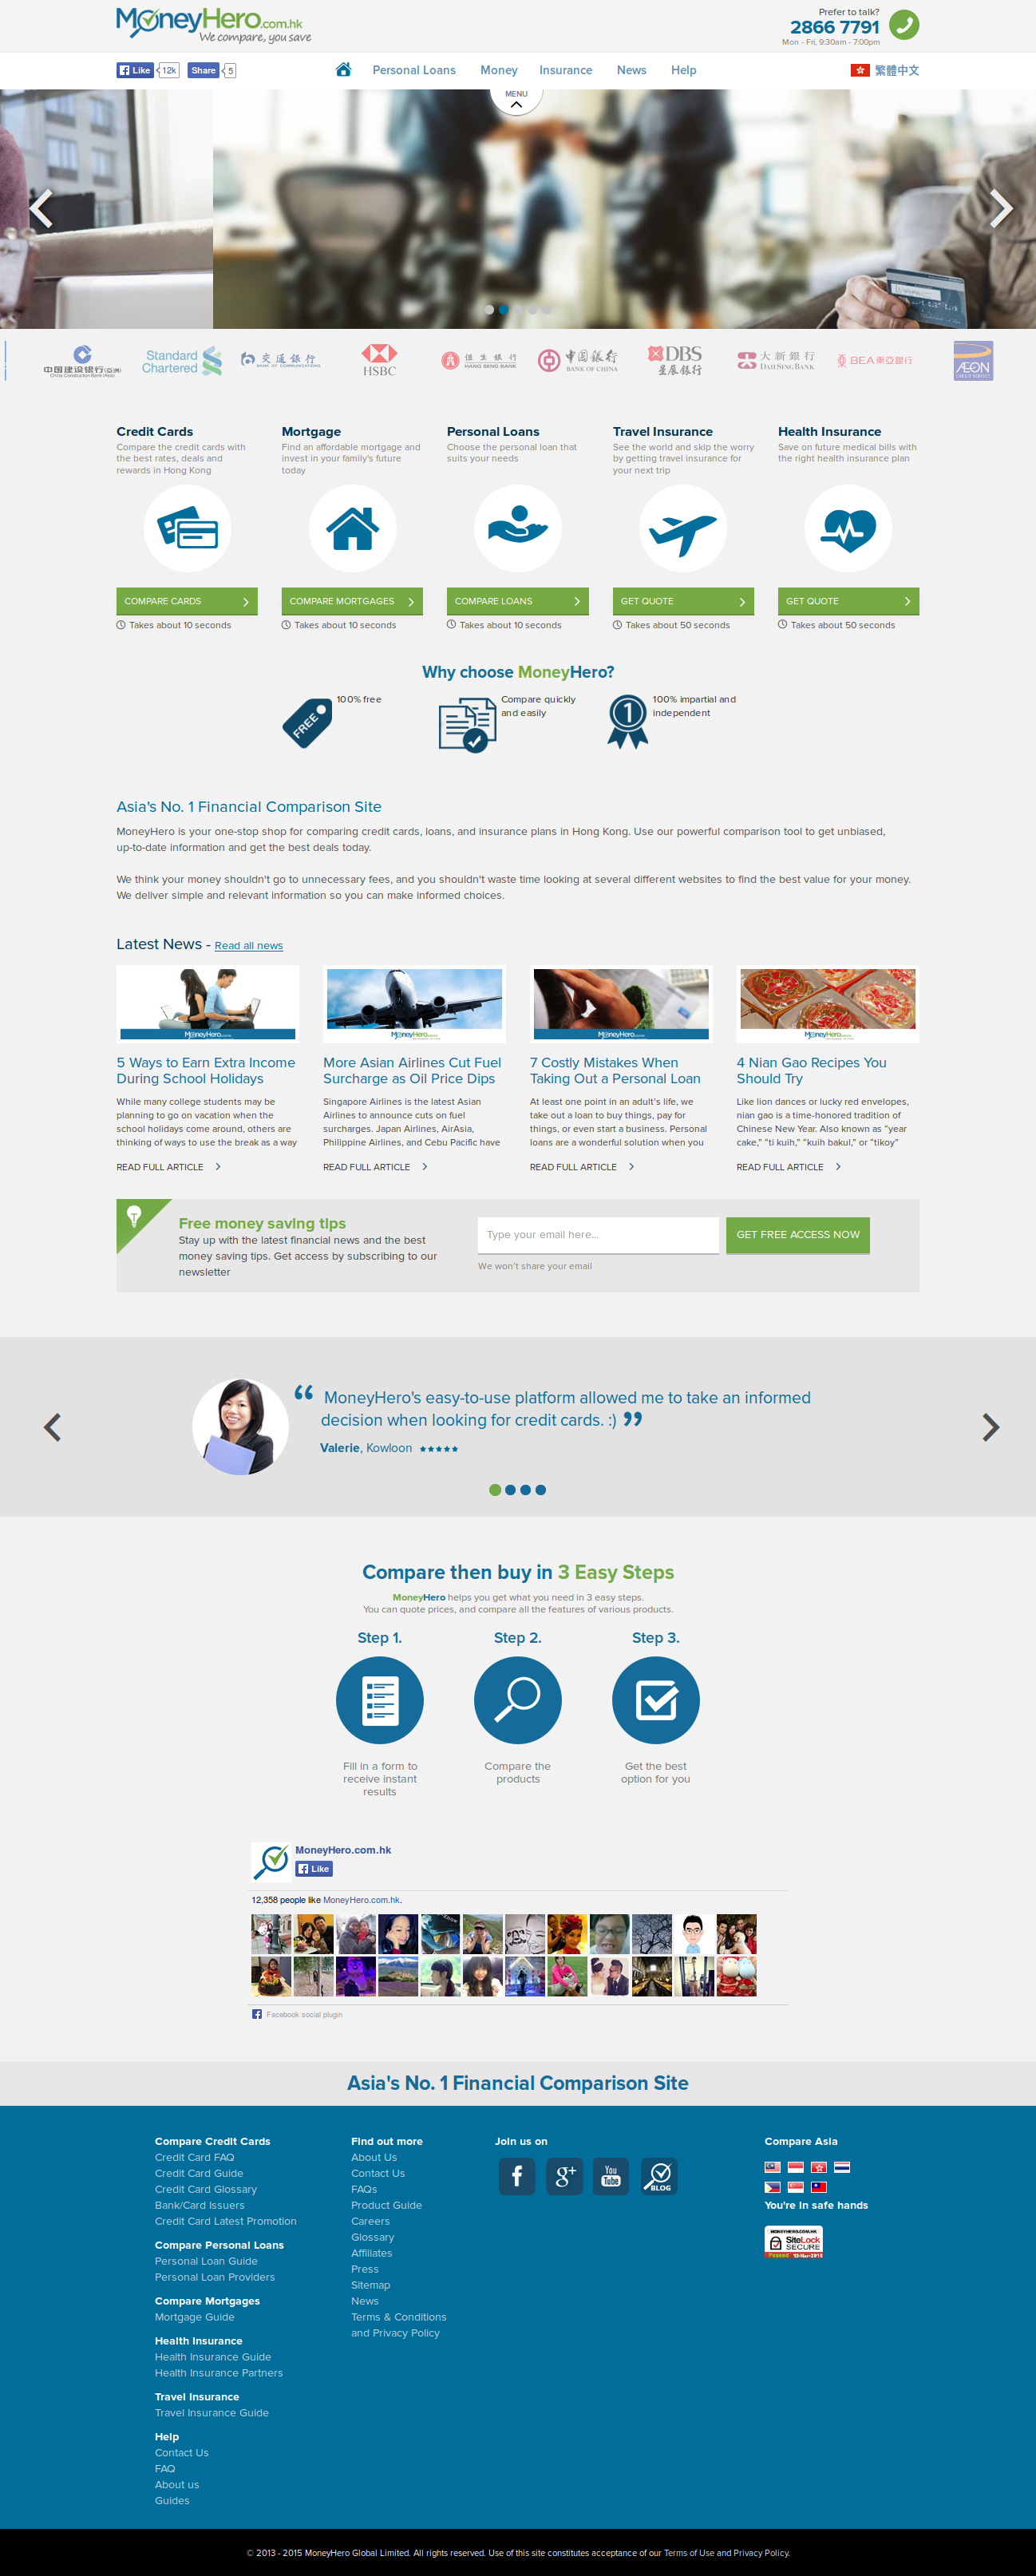 MoneyHero.com.hk
We compare, you save
Prefer to talk?
2866 7791
Mon - Fri, 9:30am - 7:00pm
Like 12k Share 5
Personal Loans Money Insurance News Help
繁體中文
MENU
中国建设银行(亞洲)
China Construction Bank (Asia)
Standard Chartered
交通銀行
BANK OF COMMUNICATIONS
HSBC
恒生銀行
HANG SENG BANK
中国银行
BANK OF CHINA
DBS
星展銀行
大新銀行
DAH SING BANK
BEA東亞銀行
AEON
CREDIT SERVICE
Credit Cards
Compare the credit cards with
the best rates, deals and
rewards in Hong Kong
COMPARE CARDS
Takes about 10 seconds
Mortgage
Find an affordable mortgage and
invest in your family's future
today
COMPARE MORTGAGES
Takes about 10 seconds
Personal Loans
Choose the personal loan that
suits your needs
COMPARE LOANS
Takes about 10 seconds
Travel Insurance
See the world and skip the worry
by getting travel insurance for
your next trip
GET QUOTE
Takes about 50 seconds
Health Insurance
Save on future medical bills with
the right health insurance plan
GET QUOTE
Takes about 50 seconds
Why choose MoneyHero?
FREE
100% free
Compare quickly
and easily
1
100% impartial and
independent
Asia's No. 1 Financial Comparison Site
MoneyHero is your one-stop shop for comparing credit cards, loans, and insurance plans in Hong Kong. Use our powerful comparison tool to get unbiased,
up-to-date information and get the best deals today.
We think your money shouldn't go to unnecessary fees, and you shouldn't waste time looking at several different websites to find the best value for your money.
We deliver simple and relevant information so you can make informed choices.
Latest News - Read all news
MoneyHero
5 Ways to Earn Extra Income
During School Holidays
While many college students may be
planning to go on vacation when the
school holidays come around, others are
thinking of ways to use the break as a way
READ FULL ARTICLE
MoneyHero
More Asian Airlines Cut Fuel
Surcharge as Oil Price Dips
Singapore Airlines is the latest Asian
Airlines to announce cuts on fuel
surcharges. Japan Airlines, AirAsia,
Philippine Airlines, and Cebu Pacific have
READ FULL ARTICLE
MoneyHero
7 Costly Mistakes When
Taking Out a Personal Loan
At least one point in an adult's life, we
take out a loan to buy things, pay for
things, or even start a business. Personal
loans are a wonderful solution when you
READ FULL ARTICLE
MoneyHero
4 Nian Gao Recipes You
Should Try
Like lion dances or lucky red envelopes,
nian gao is a time-honored tradition of
Chinese New Year. Also known as “year
cake,” “ti kuih,” “kuih bakul,” or “tikoy”
READ FULL ARTICLE
Free money saving tips
Stay up with the latest financial news and the best
money saving tips. Get access by subscribing to our
newsletter
Type your email here...
GET FREE ACCESS NOW
We won't share your email
“ MoneyHero's easy-to-use platform allowed me to take an informed
decision when looking for credit cards. :) ”
Valerie, Kowloon ★★★★★
Compare then buy in 3 Easy Steps
MoneyHero helps you get what you need in 3 easy steps.
You can quote prices, and compare all the features of various products.
Step 1.
Fill in a form to
receive instant
results
Step 2.
Compare the
products
Step 3.
Get the best
option for you
MoneyHero.com.hk
Like
12,358 people like MoneyHero.com.hk.
Facebook social plugin
Asia's No. 1 Financial Comparison Site
Compare Credit Cards
Credit Card FAQ
Credit Card Guide
Credit Card Glossary
Bank/Card Issuers
Credit Card Latest Promotion
Compare Personal Loans
Personal Loan Guide
Personal Loan Providers
Compare Mortgages
Mortgage Guide
Health Insurance
Health Insurance Guide
Health Insurance Partners
Travel Insurance
Travel Insurance Guide
Help
Contact Us
FAQ
About us
Guides
Find out more
About Us
Contact Us
FAQs
Product Guide
Careers
Glossary
Affiliates
Press
Sitemap
News
Terms & Conditions
and Privacy Policy
Join us on
f g+ You Tube BLOG
Compare Asia
You're in safe hands
MONEYHERO.COM.HK
SiteLock
SECURE
Passed 13-Mar-2015
© 2013 - 2015 MoneyHero Global Limited. All rights reserved. Use of this site constitutes acceptance of our Terms of Use and Privacy Policy.